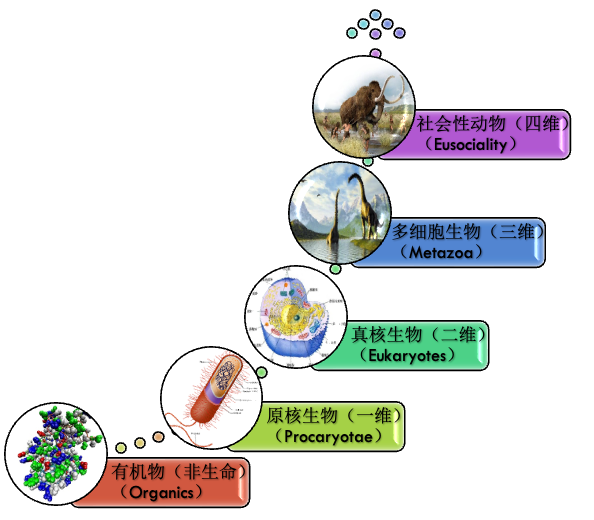 社会性动物（四维）
（Eusociality）
多细胞生物（三维）
（Metazoa）
真核生物（二维）
（Eukaryotes）
原核生物（一维）
（Procaryotae）
有机物（非生命）
（Organics）